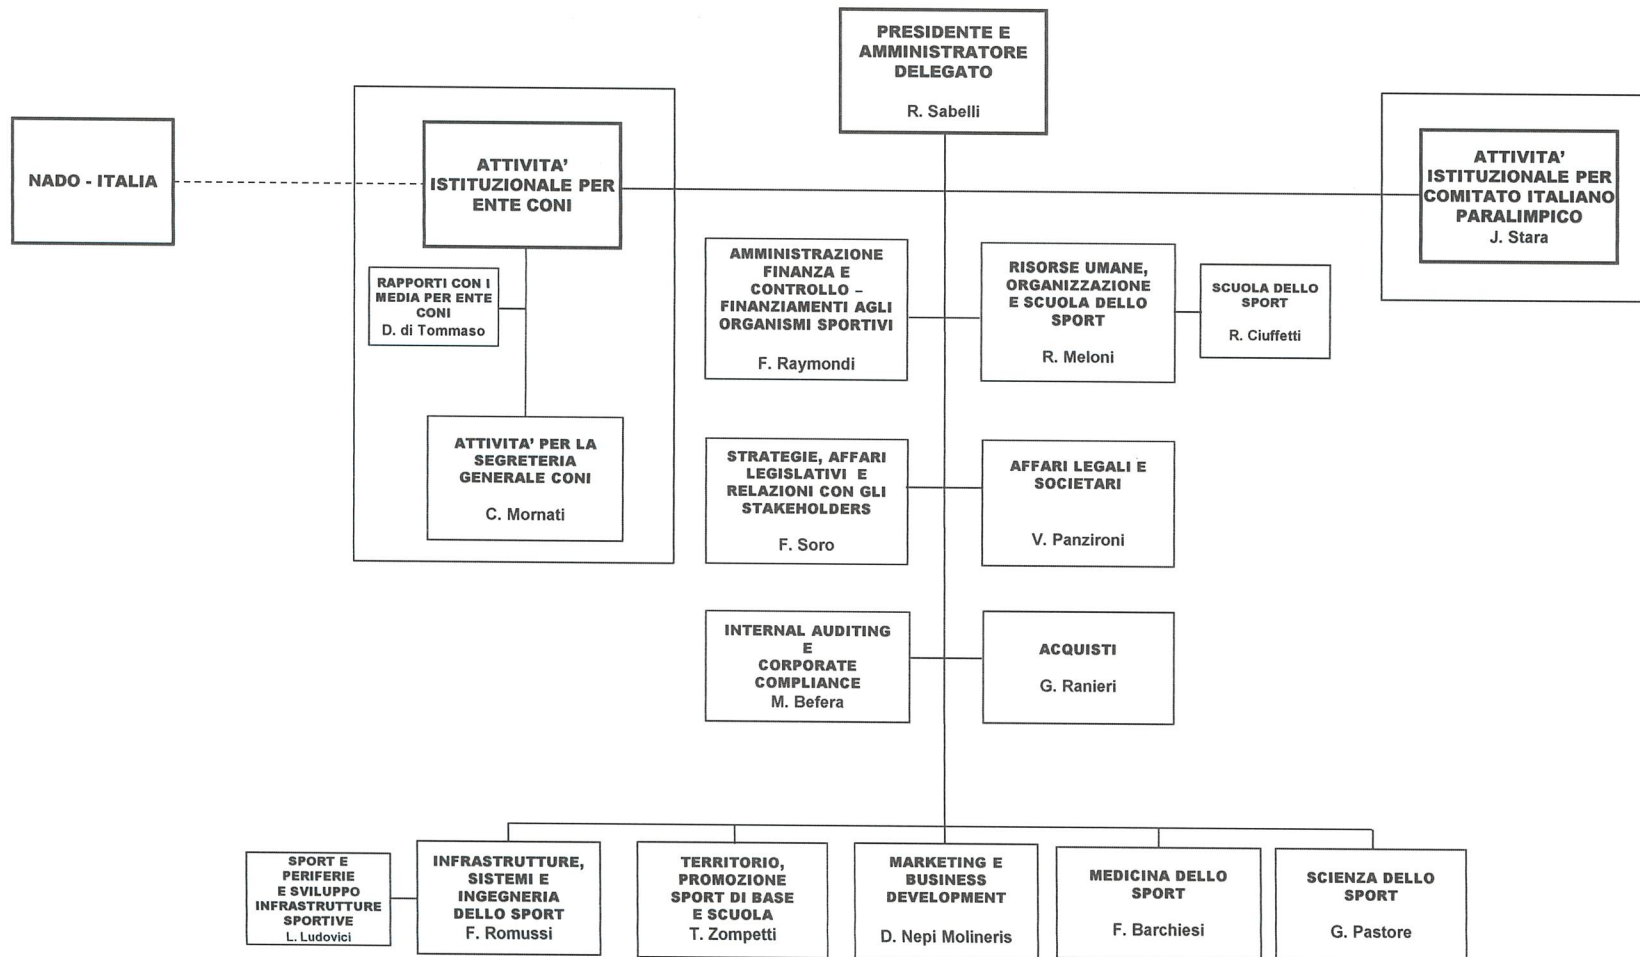 PRESIDENTE E
AMMINISTRATORE
DELEGATO
R. Sabelli
NADO - ITALIA
ATTIVITA'
ISTITUZIONALE PER
ENTE CONI
ATTIVITA'
ISTITUZIONALE PER
COMITATO ITALIANO
PARALIMPICO
J. Stara
RAPPORTI CON I
MEDIA PER ENTE
CONI
D. di Tommaso
AMMINISTRAZIONE
FINANZA E
CONTROLLO –
FINANZIAMENTI AGLI
ORGANISMI SPORTIVI
F. Raymondi
RISORSE UMANE,
ORGANIZZAZIONE
E SCUOLA DELLO
SPORT
R. Meloni
SCUOLA DELLO
SPORT
R. Ciuffetti
ATTIVITA' PER LA
SEGRETERIA
GENERALE CONI
C. Mornati
STRATEGIE, AFFARI
LEGISLATIVI E
RELAZIONI CON GLI
STAKEHOLDERS
F. Soro
AFFARI LEGALI E
SOCIETARI
V. Panzironi
INTERNAL AUDITING
E
CORPORATE
COMPLIANCE
M. Befera
ACQUISTI
G. Ranieri
SPORT E
PERIFERIE
E SVILUPPO
INFRASTRUTTURE
SPORTIVE
L. Ludovici
INFRASTRUTTURE,
SISTEMI E
INGEGNERIA
DELLO SPORT
F. Romussi
TERRITORIO,
PROMOZIONE
SPORT DI BASE
E SCUOLA
T. Zompetti
MARKETING E
BUSINESS
DEVELOPMENT
D. Nepi Molineris
MEDICINA DELLO
SPORT
F. Barchiesi
SCIENZA DELLO
SPORT
G. Pastore